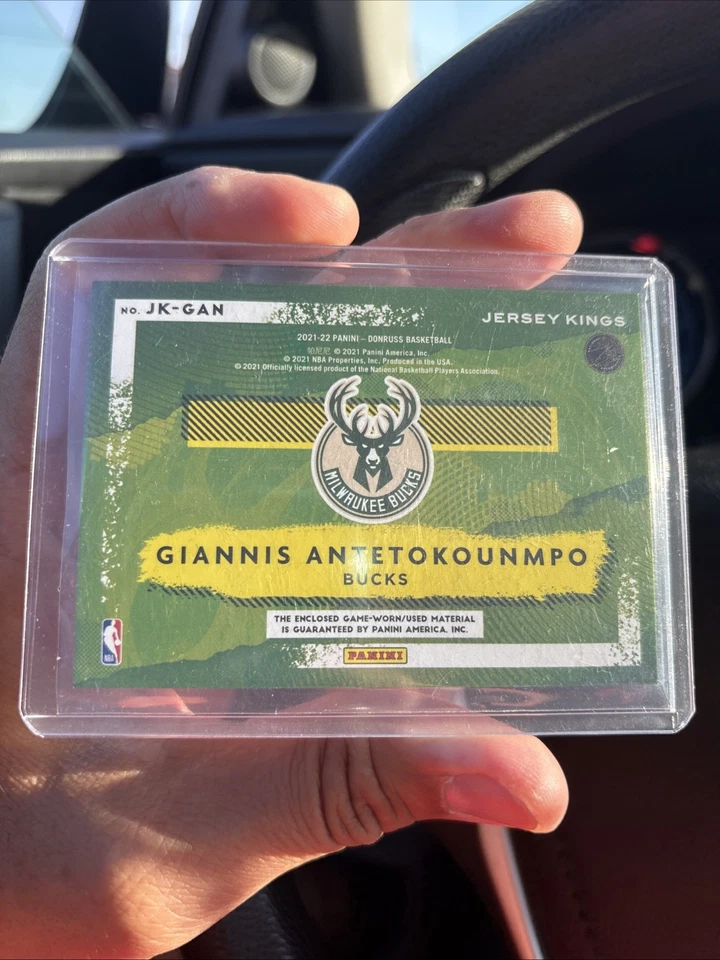 NO. JK-GAN
JERSEY KINGS
2021-22 PANINI – DONRUSS BASKETBALL
© 2021 Panini America, Inc.
© 2021 NBA Properties, Inc. Produced in the USA.
© 2021 Officially licensed product of the National Basketball Players Association.
MILWAUKEE BUCKS
GIANNIS ANTETOKOUNMPO
BUCKS
THE ENCLOSED GAME-WORN/USED MATERIAL
IS GUARANTEED BY PANINI AMERICA, INC.
NBA
PANINI